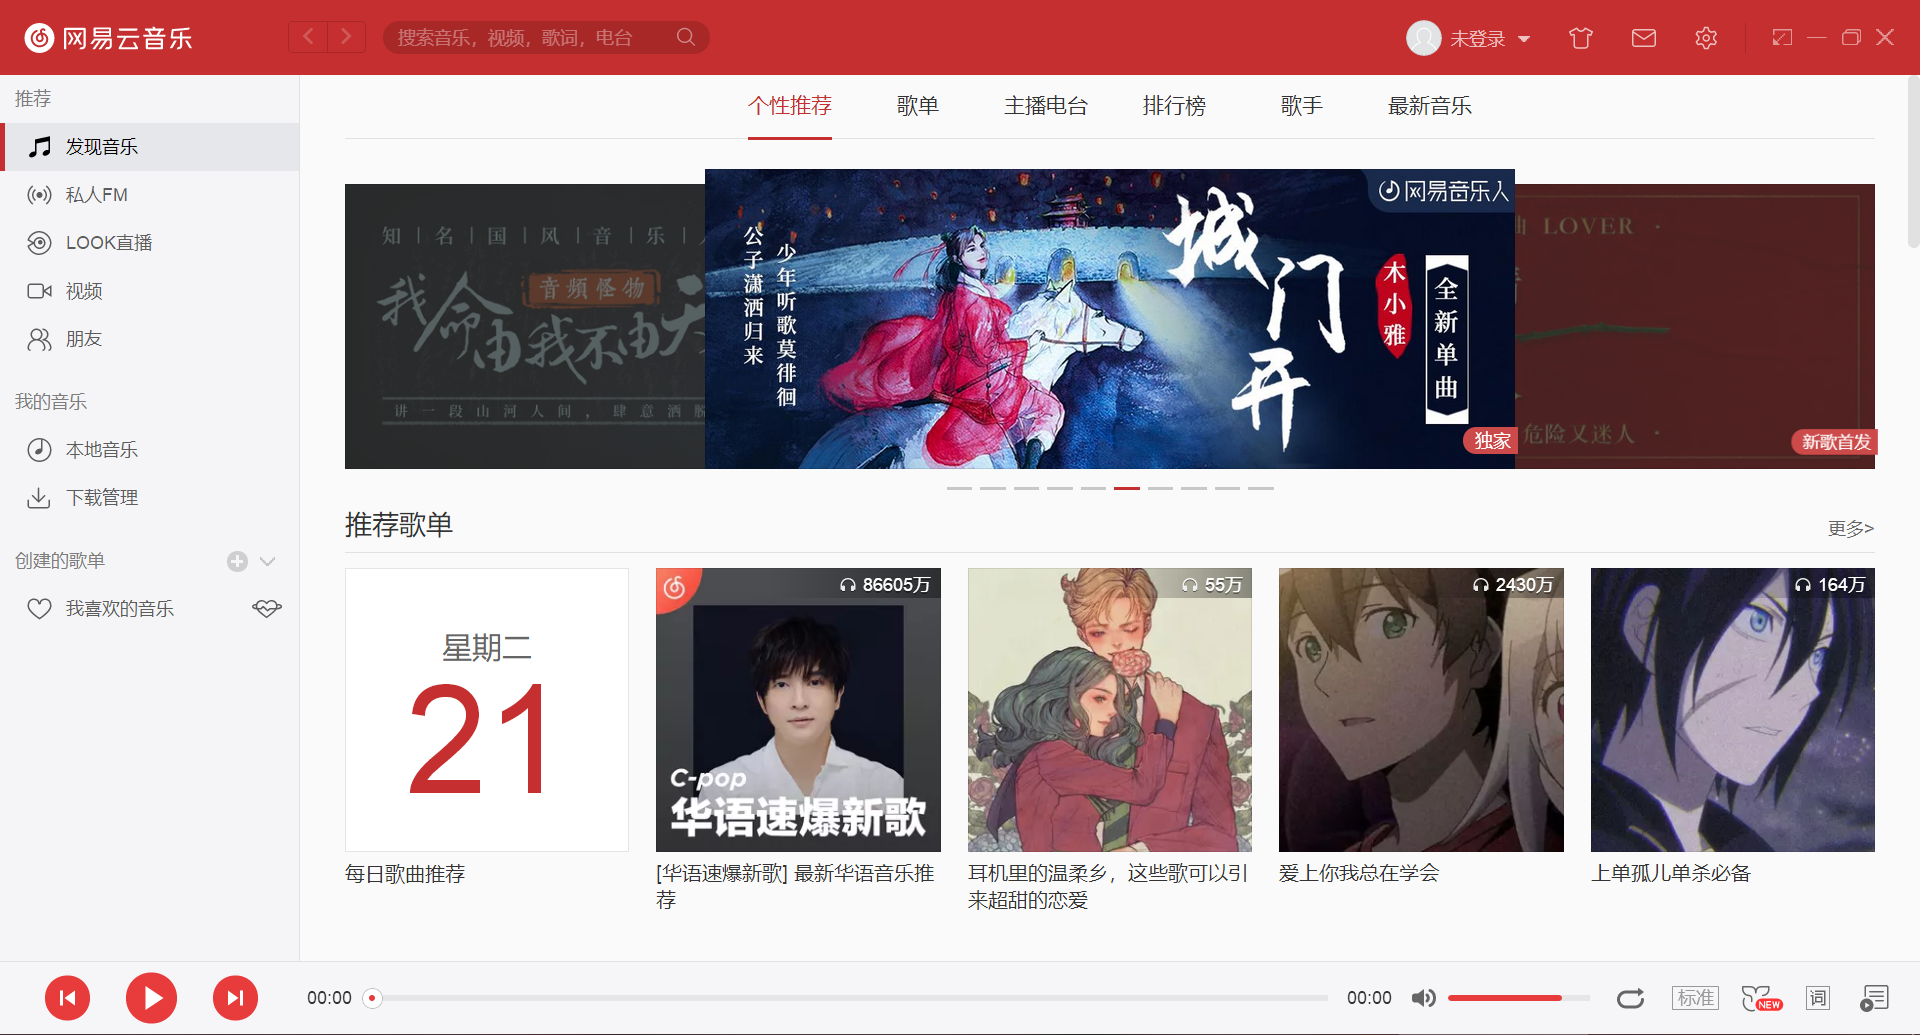 网易云音乐
搜索音乐，视频，歌词，电台
未登录
推荐
发现音乐
私人FM
LOOK直播
视频
朋友
我的音乐
本地音乐
下载管理
创建的歌单
我喜欢的音乐
个性推荐 歌单 主播电台 排行榜 歌手 最新音乐
知 | 名 | 国 | 风 | 音 | 乐 |
音频怪物
我命由我不由天
讲一段山河人间，肆意洒脱
网易音乐人
公子潇洒归来
少年听歌莫徘徊
城门开
木小雅
全新单曲
独家
LOVER
危险又迷人
新歌首发
推荐歌单
更多>
星期二
21
每日歌曲推荐
86605万
C-pop
华语速爆新歌
[华语速爆新歌] 最新华语音乐推
荐
55万
耳机里的温柔乡，这些歌可以引
来超甜的恋爱
2430万
爱上你我总在学会
164万
上单孤儿单杀必备
00:00
00:00
标准
NEW
词